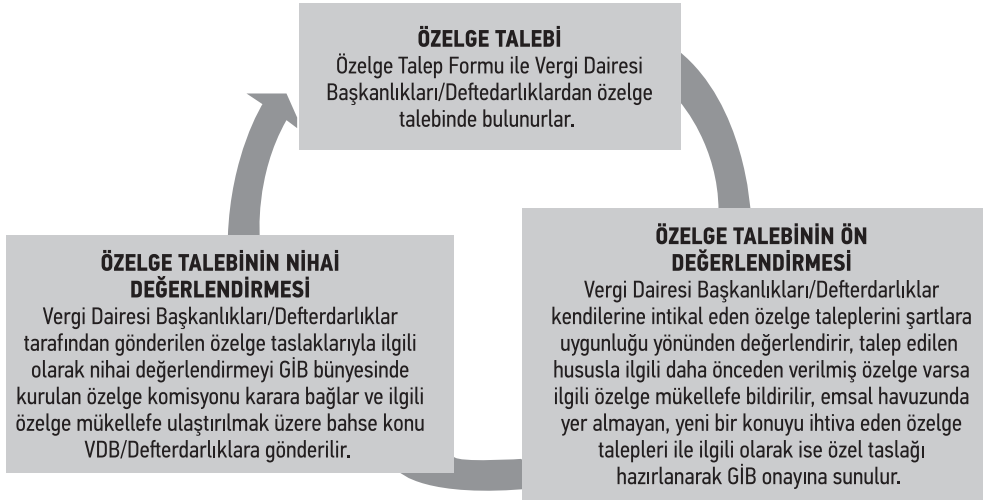 ÖZELGE TALEBİ
Özelge Talep Formu ile Vergi Dairesi
Başkanlıkları/Deftedarlıklardan özelge
talebinde bulunurlar.
ÖZELGE TALEBİNİN ÖN
DEĞERLENDİRMESİ
Vergi Dairesi Başkanlıkları/Defterdarlıklar
kendilerine intikal eden özelge taleplerini şartlara
uygunluğu yönünden değerlendirir, talep edilen
hususla ilgili daha önceden verilmiş özelge varsa
ilgili özelge mükellefe bildirilir, emsal havuzunda
yer almayan, yeni bir konuyu ihtiva eden özelge
talepleri ile ilgili olarak ise özel taslağı
hazırlanarak GİB onayına sunulur.
ÖZELGE TALEBİNİN NİHAİ
DEĞERLENDİRMESİ
Vergi Dairesi Başkanlıkları/Defterdarlıklar
tarafından gönderilen özelge taslaklarıyla ilgili
olarak nihai değerlendirmeyi GİB bünyesinde
kurulan özelge komisyonu karara bağlar ve ilgili
özelge mükellefe ulaştırılmak üzere bahse konu
VDB/Defterdarlıklara gönderilir.